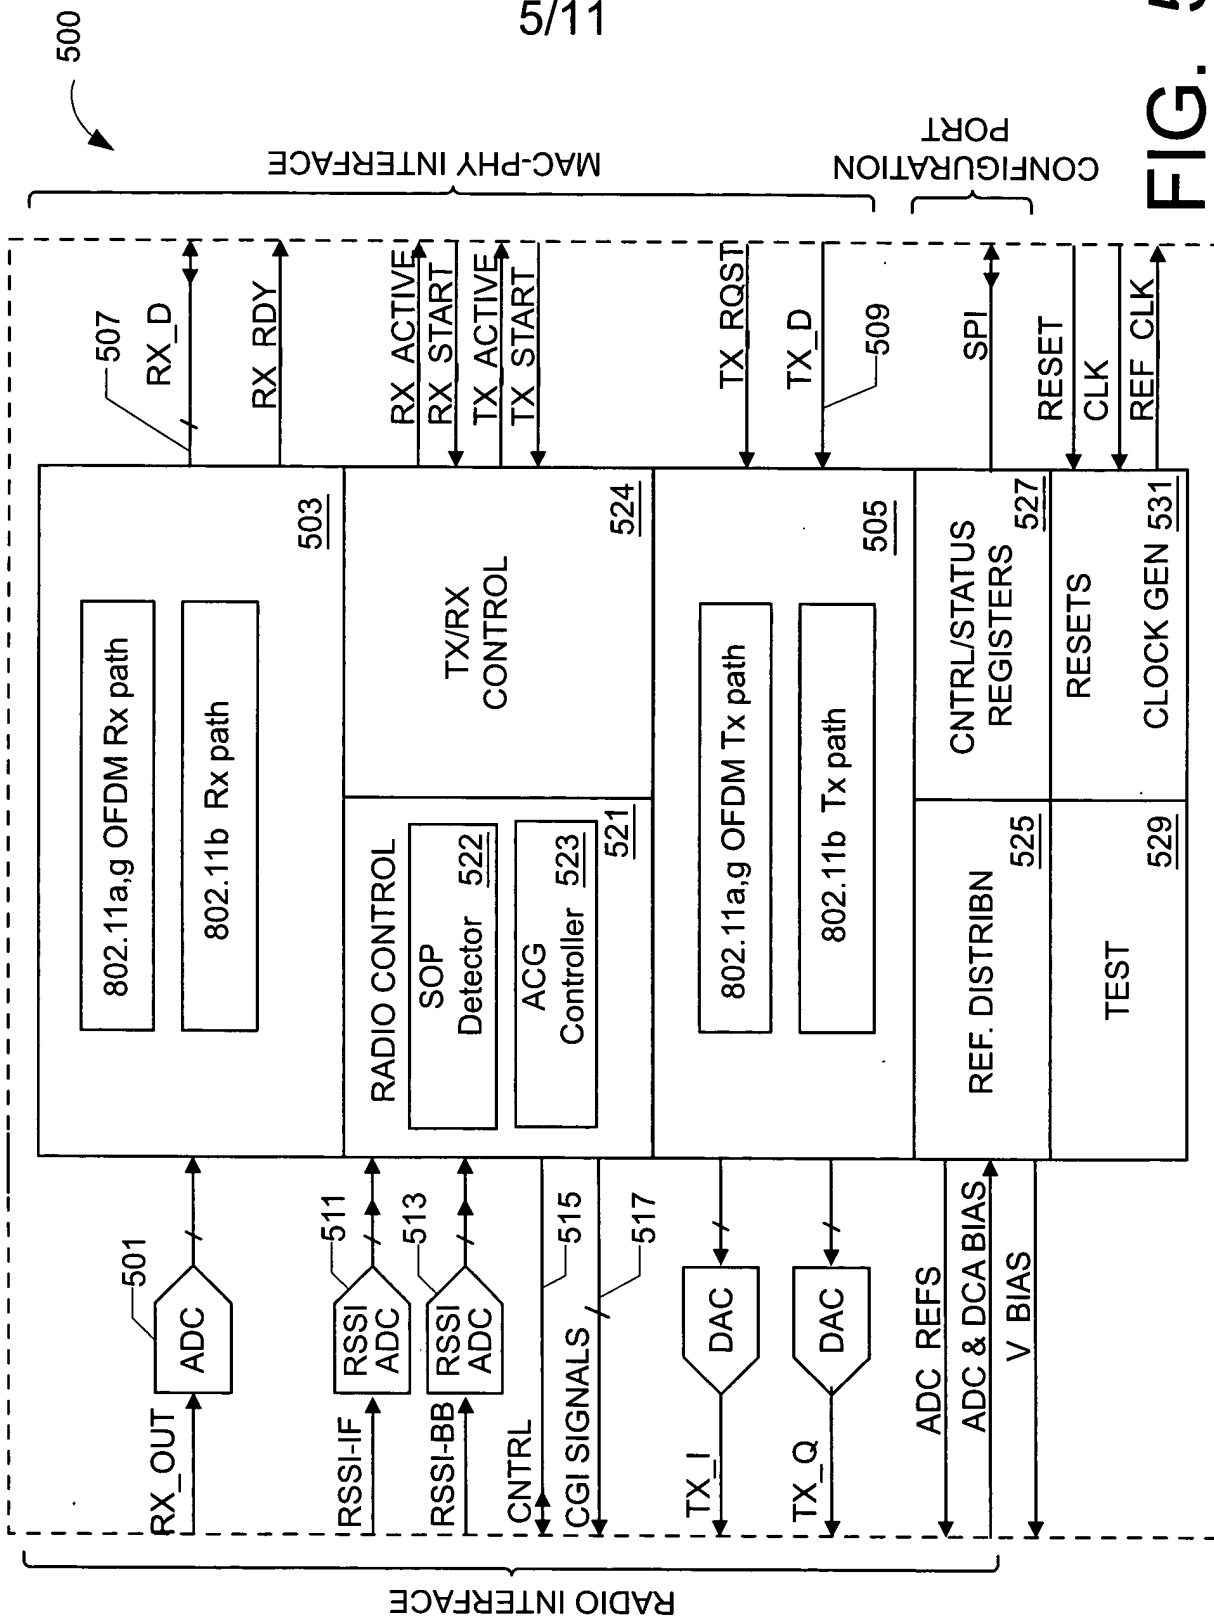 5/11
500
RADIO INTERFACE
MAC-PHY INTERFACE
CONFIGURATION
PORT
RX_OUT
ADC
501
802.11a,g OFDM Rx path
802.11b Rx path
503
507
RX_D
RX_RDY
RSSI-IF
RSSI
ADC
511
RSSI-BB
RSSI
ADC
513
CNTRL
515
CGI SIGNALS
517
RADIO CONTROL
SOP
Detector 522
ACG
Controller 523
521
TX/RX
CONTROL
524
RX_ACTIVE
RX_START
TX_ACTIVE
TX_START
TX_I
DAC
TX_Q
DAC
802.11a,g OFDM Tx path
802.11b Tx path
505
TX_RQST
TX_D
509
ADC REFS
ADC & DCA BIAS
V BIAS
REF. DISTRIBN
525
CNTRL/STATUS
REGISTERS
527
SPI
TEST
529
RESETS
CLOCK GEN 531
RESET
CLK
REF_CLK
FIG. 5